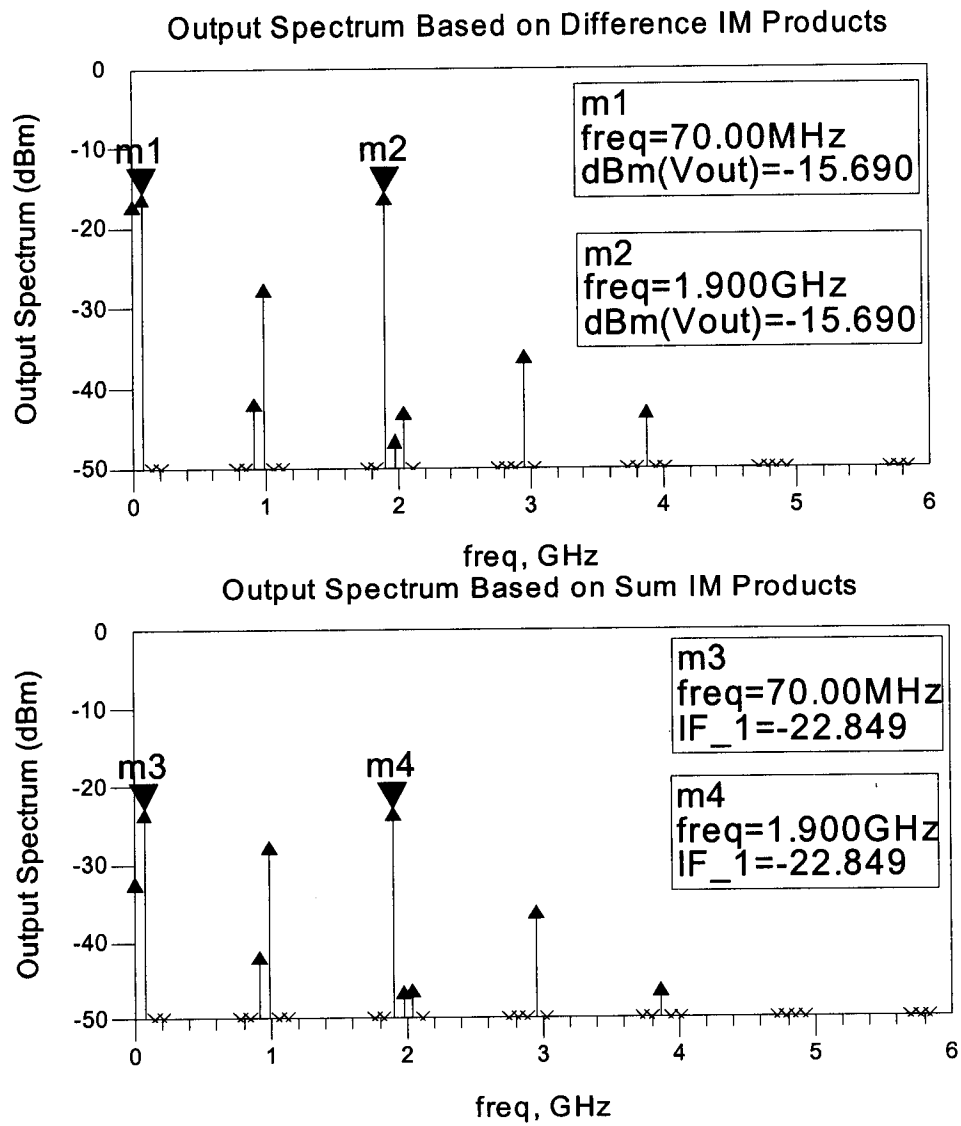 Output Spectrum Based on Difference IM Products
Output Spectrum (dBm)
0
-10
-20
-30
-40
-50
m1
m2
m1
freq=70.00MHz
dBm(Vout)=-15.690
m2
freq=1.900GHz
dBm(Vout)=-15.690
0 1 2 3 4 5 6
freq, GHz
Output Spectrum Based on Sum IM Products
Output Spectrum (dBm)
0
-10
-20
-30
-40
-50
m3
m4
m3
freq=70.00MHz
IF_1=-22.849
m4
freq=1.900GHz
IF_1=-22.849
0 1 2 3 4 5 6
freq, GHz